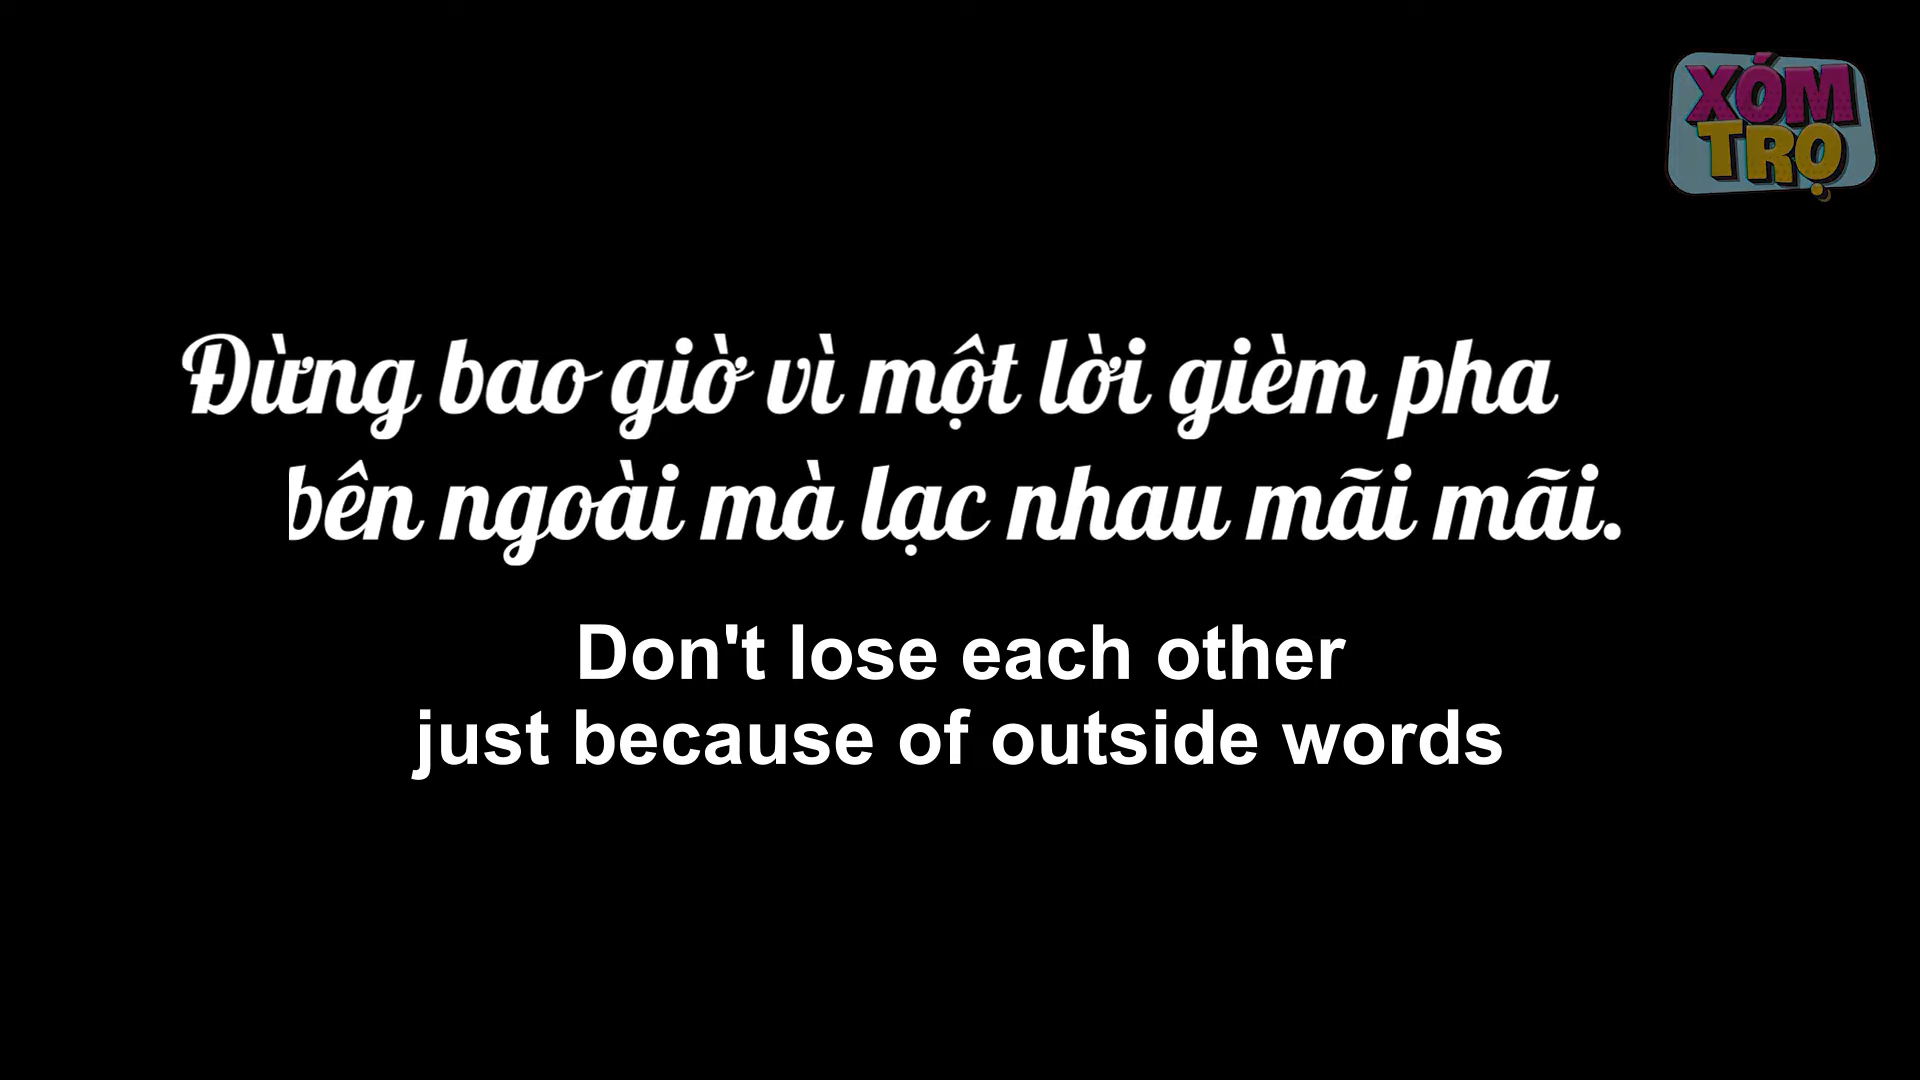 XÓM
TRỌ
Đừng bao giờ vì một lời gièm pha
bên ngoài mà lạc nhau mãi mãi.
Don't lose each other
just because of outside words